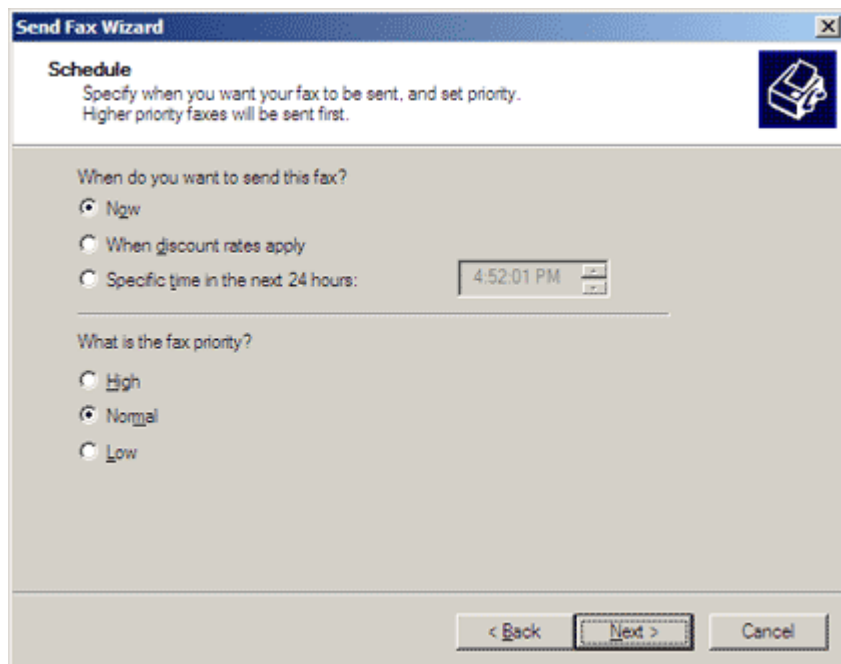 Send Fax Wizard
Schedule
Specify when you want your fax to be sent, and set priority.
Higher priority faxes will be sent first.
When do you want to send this fax?
Now
When discount rates apply
Specific time in the next 24 hours: 4:52:01 PM
What is the fax priority?
High
Normal
Low
< Back Next > Cancel